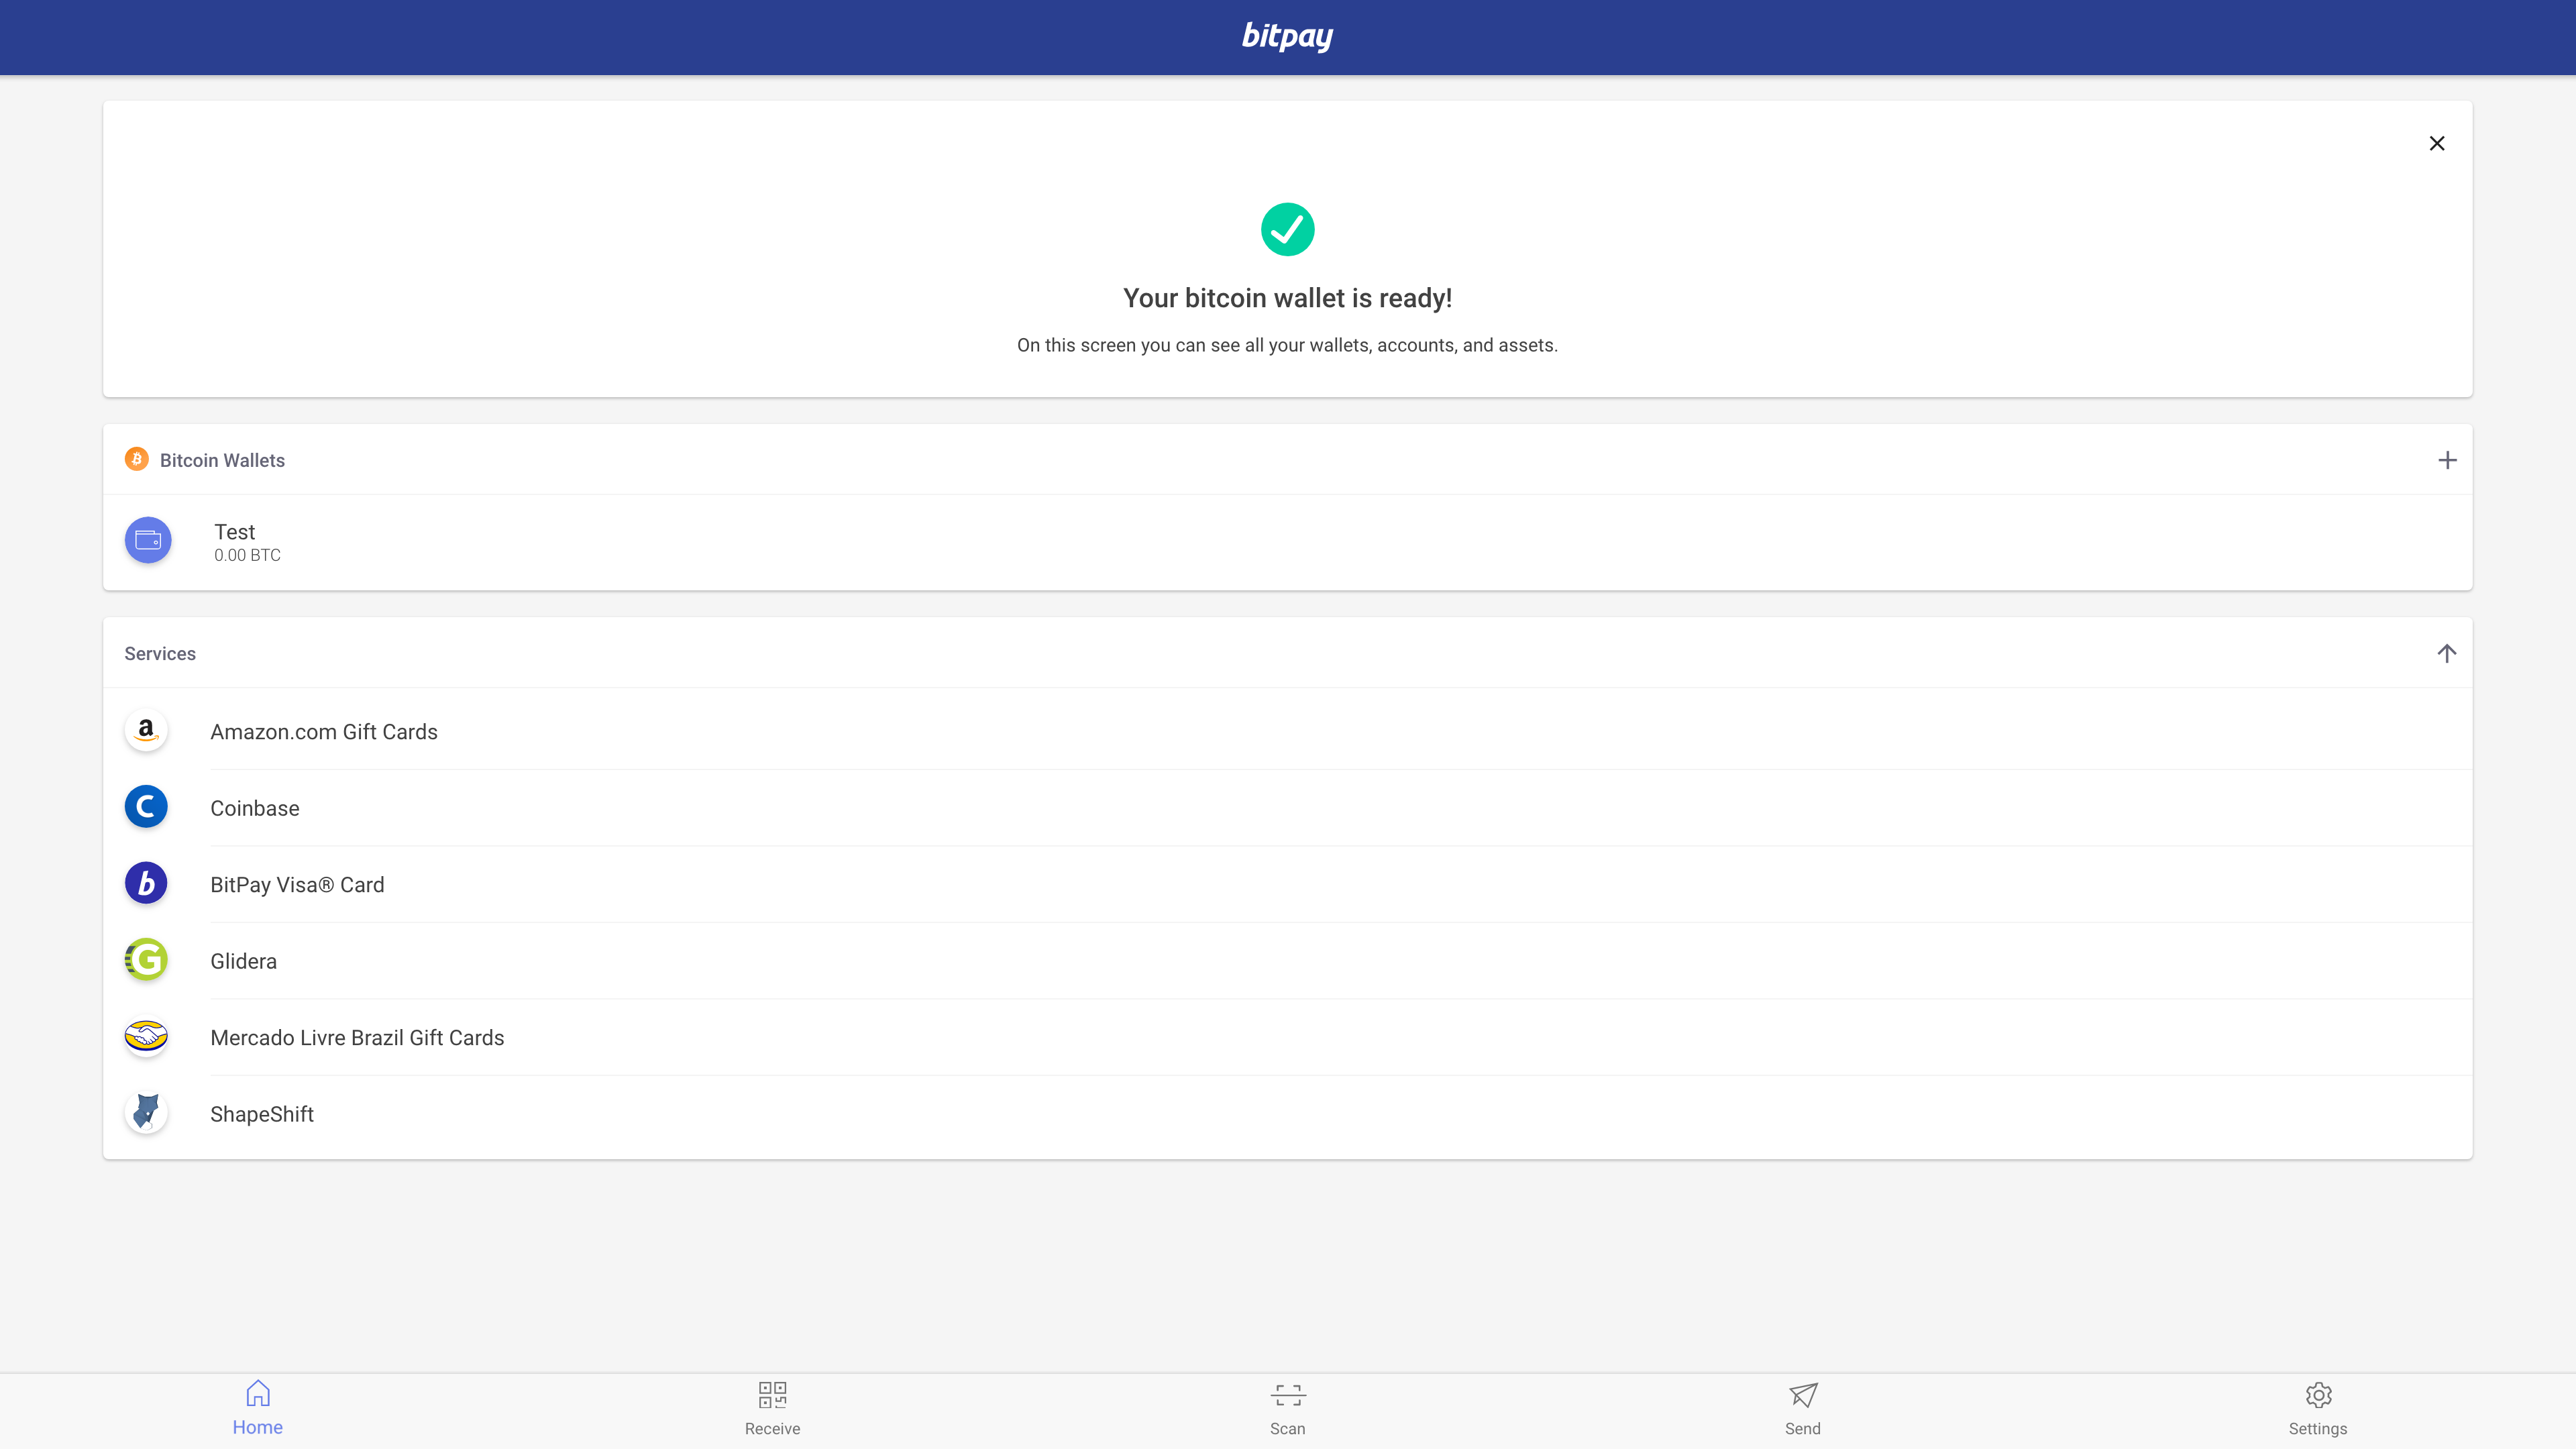 bitpay
Your bitcoin wallet is ready!
On this screen you can see all your wallets, accounts, and assets.
Bitcoin Wallets
Test
0.00 BTC
Services
Amazon.com Gift Cards
Coinbase
BitPay Visa® Card
Glidera
Mercado Livre Brazil Gift Cards
ShapeShift
Home
Receive
Scan
Send
Settings